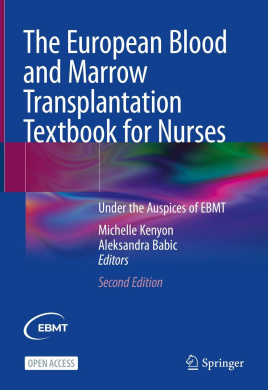 The European Blood
and Marrow
Transplantation
Textbook for Nurses
Under the Auspices of EBMT
Michelle Kenyon
Aleksandra Babic
Editors
Second Edition
EBMT
OPEN ACCESS
Springer